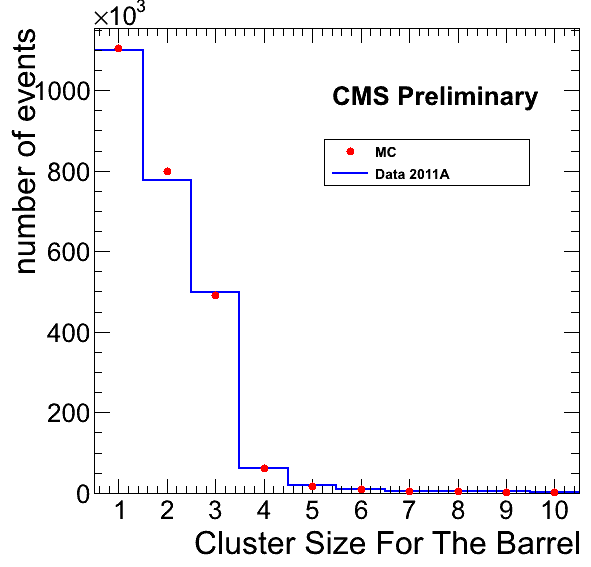 ×10³
number of events
1000
800
600
400
200
0
CMS Preliminary
MC
Data 2011A
1 2 3 4 5 6 7 8 9 10
Cluster Size For The Barrel